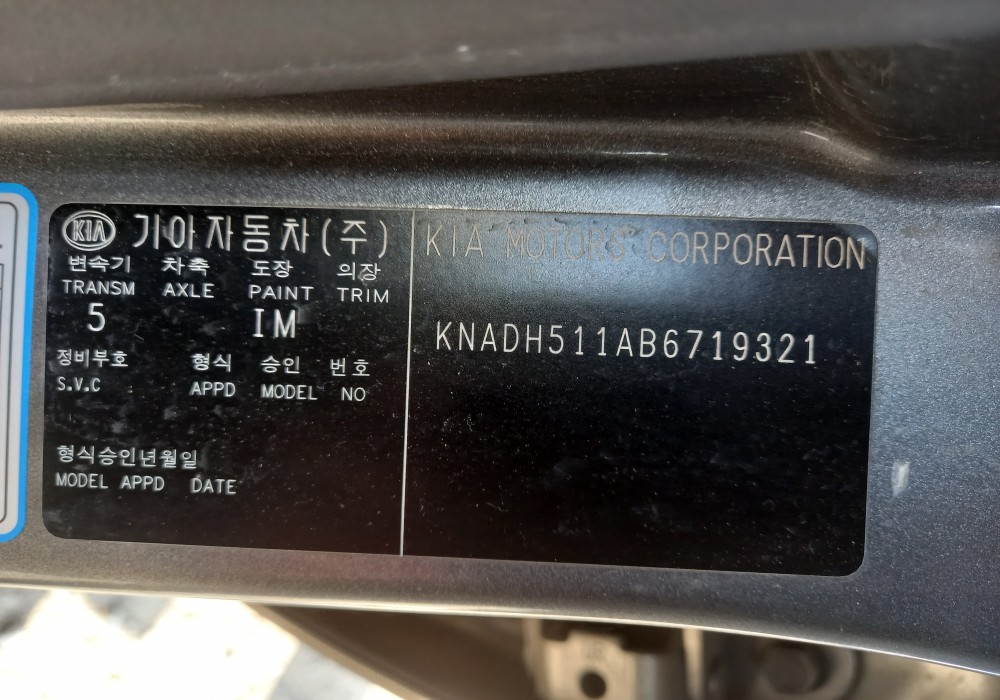 KIA 기아자동차(주) KIA MOTORS CORPORATION
변속기 차축 도장 의장
TRANSM AXLE PAINT TRIM
5 IM
KNADH511AB6719321
정비부호 형식 승인 번호
S.V.C APPD MODEL NO
형식승인년월일
MODEL APPD DATE